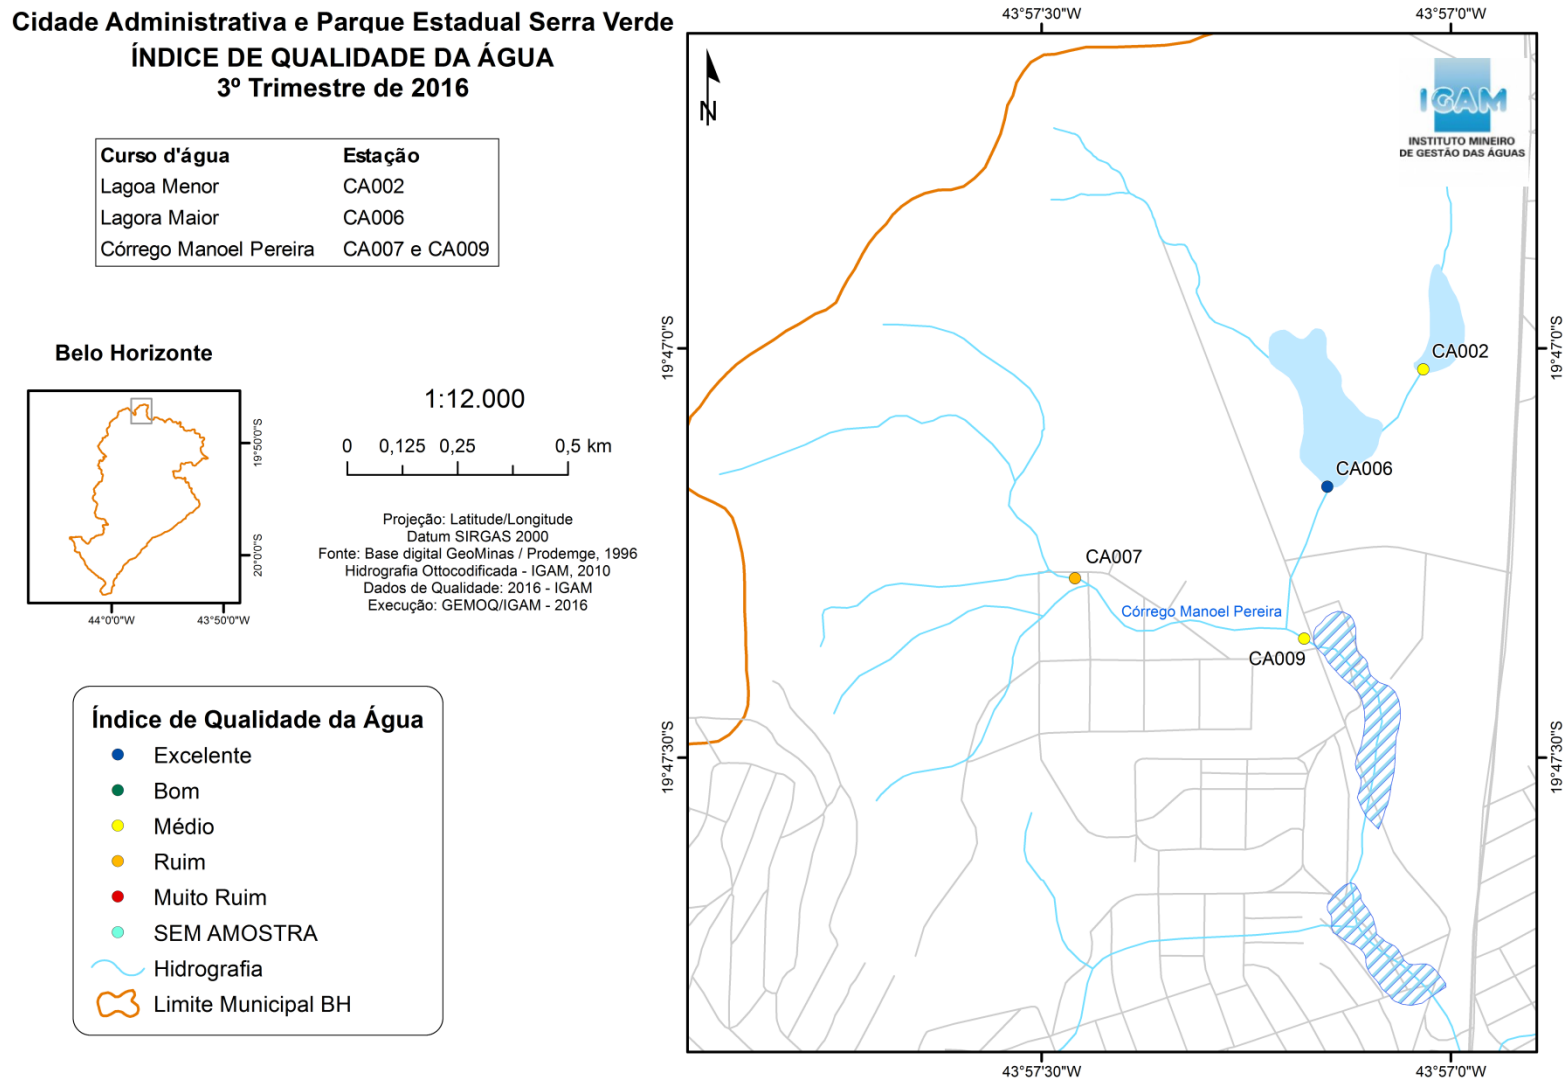 Cidade Administrativa e Parque Estadual Serra Verde
ÍNDICE DE QUALIDADE DA ÁGUA
3º Trimestre de 2016
Curso d'água Estação
Lagoa Menor CA002
Lagora Maior CA006
Córrego Manoel Pereira CA007 e CA009
Belo Horizonte
19°50'0"S
20°0'0"S
44°0'0"W 43°50'0"W
1:12.000
0 0,125 0,25 0,5 km
Projeção: Latitude/Longitude
Datum SIRGAS 2000
Fonte: Base digital GeoMinas / Prodemge, 1996
Hidrografia Ottocodificada - IGAM, 2010
Dados de Qualidade: 2016 - IGAM
Execução: GEMOQ/IGAM - 2016
Índice de Qualidade da Água
Excelente
Bom
Médio
Ruim
Muito Ruim
SEM AMOSTRA
Hidrografia
Limite Municipal BH
43°57'30"W 43°57'0"W
N
IGAM
INSTITUTO MINEIRO
DE GESTÃO DAS ÁGUAS
19°47'0"S 19°47'0"S
CA002
CA006
CA007
Córrego Manoel Pereira
CA009
19°47'30"S 19°47'30"S
43°57'30"W 43°57'0"W